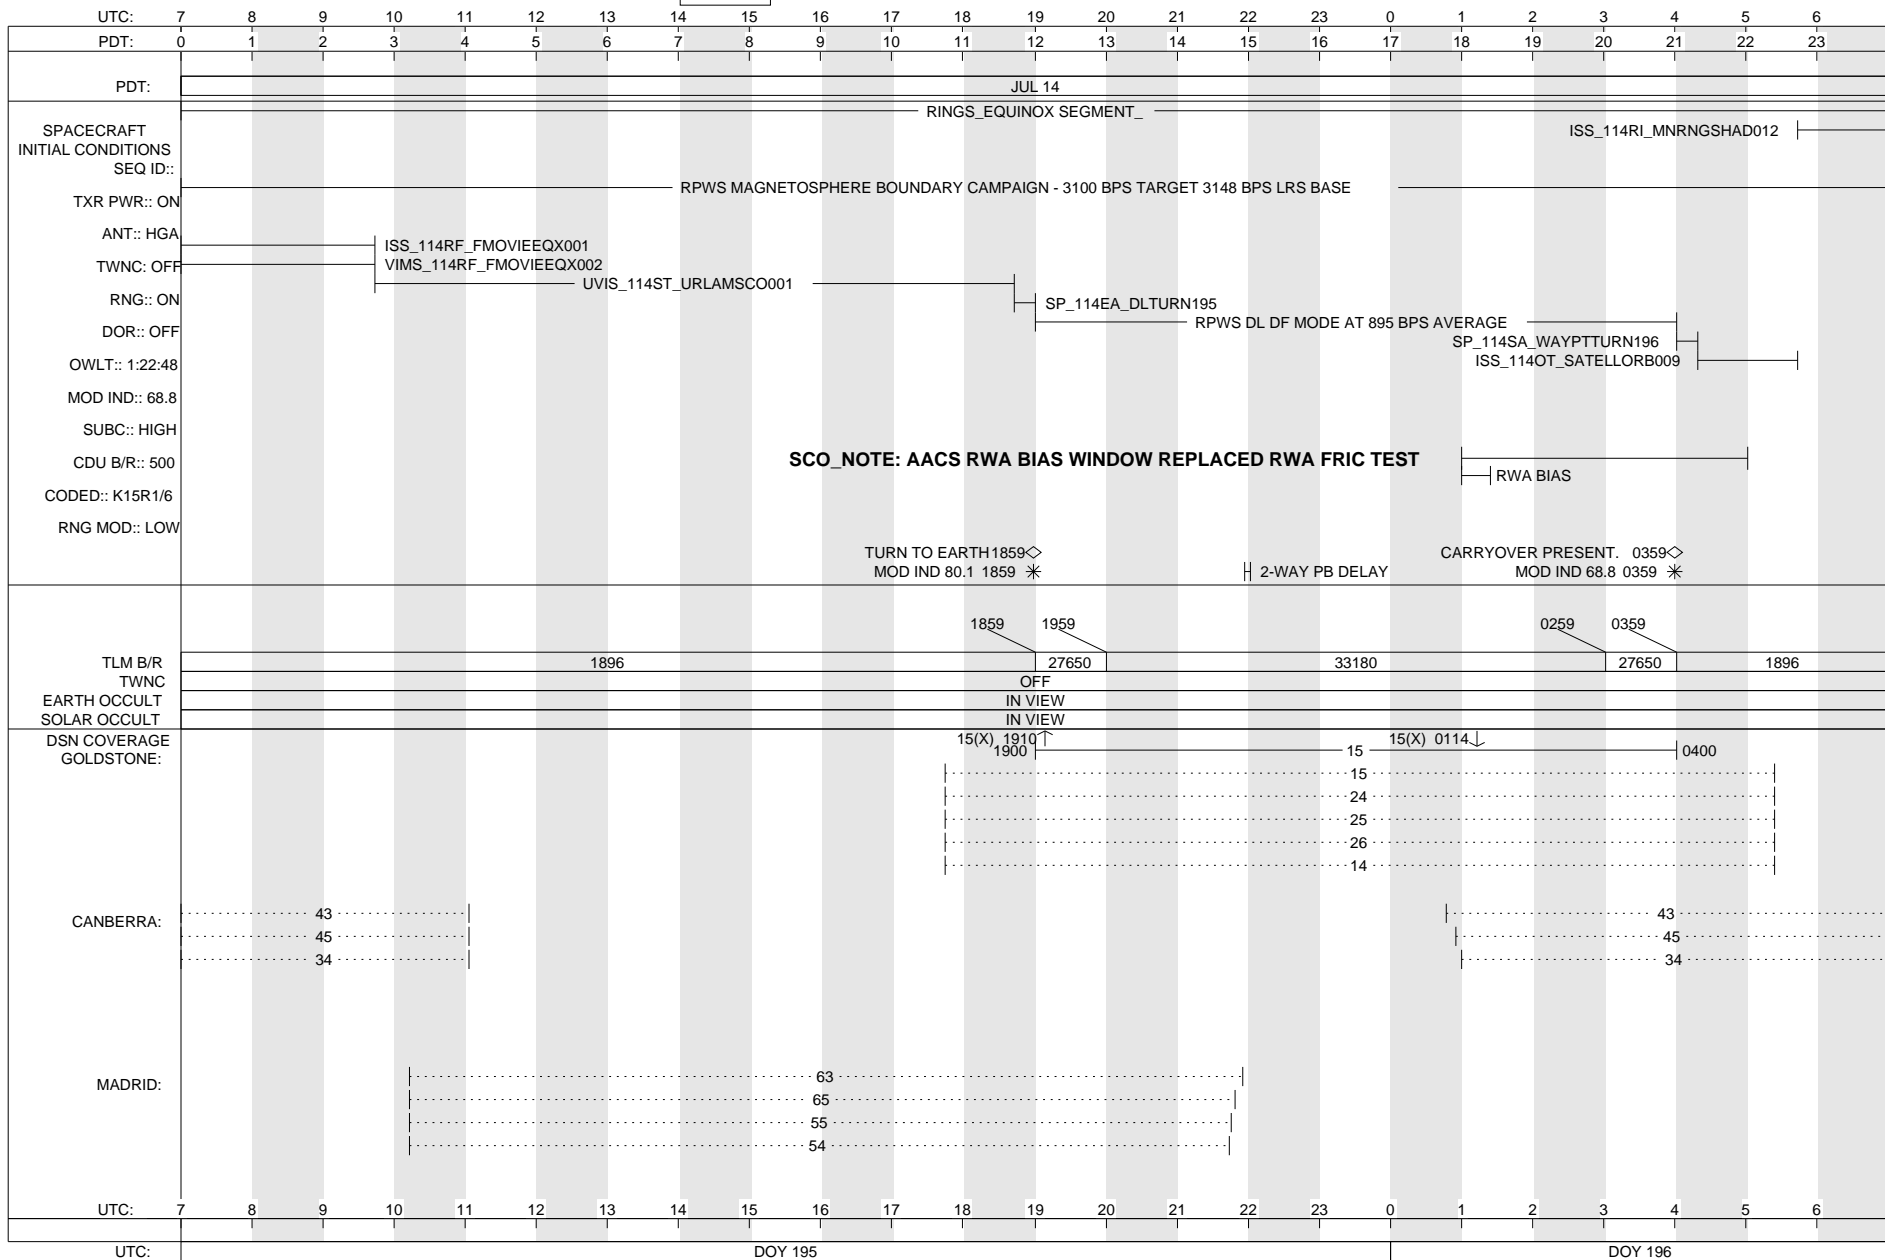 UTC: 7 8 9 10 11 12 13 14 15 16 17 18 19 20 21 22 23 0 1 2 3 4 5 6
PDT: 0 1 2 3 4 5 6 7 8 9 10 11 12 13 14 15 16 17 18 19 20 21 22 23
PDT: JUL 14
RINGS_EQUINOX SEGMENT_
SPACECRAFT
INITIAL CONDITIONS
ISS_114RI_MNRNGSHAD012
SEQ ID::
RPWS MAGNETOSPHERE BOUNDARY CAMPAIGN - 3100 BPS TARGET 3148 BPS LRS BASE
TXR PWR:: ON
ANT:: HGA
ISS_114RF_FMOVIEEQX001
TWNC: OFF
VIMS_114RF_FMOVIEEQX002
UVIS_114ST_URLAMSCO001
RNG:: ON
SP_114EA_DLTURN195
RPWS DL DF MODE AT 895 BPS AVERAGE
DOR:: OFF
SP_114SA_WAYPTTURN196
OWLT:: 1:22:48
ISS_114OT_SATELLORB009
MOD IND:: 68.8
SUBC:: HIGH
SCO_NOTE: AACS RWA BIAS WINDOW REPLACED RWA FRIC TEST
CDU B/R:: 500
RWA BIAS
CODED:: K15R1/6
RNG MOD:: LOW
TURN TO EARTH 1859 CARRYOVER PRESENT. 0359
MOD IND 80.1 1859 2-WAY PB DELAY MOD IND 68.8 0359
1859 1959 0259 0359
TLM B/R 1896 27650 33180 27650 1896
TWNC OFF
EARTH OCCULT IN VIEW
SOLAR OCCULT IN VIEW
DSN COVERAGE 15(X) 1910 15(X) 0114
GOLDSTONE: 1900 15 0400
15
24
25
26
14
CANBERRA: 43 43
45 45
34 34
MADRID: 63
65
55
54
UTC: 7 8 9 10 11 12 13 14 15 16 17 18 19 20 21 22 23 0 1 2 3 4 5 6
UTC: DOY 195 DOY 196